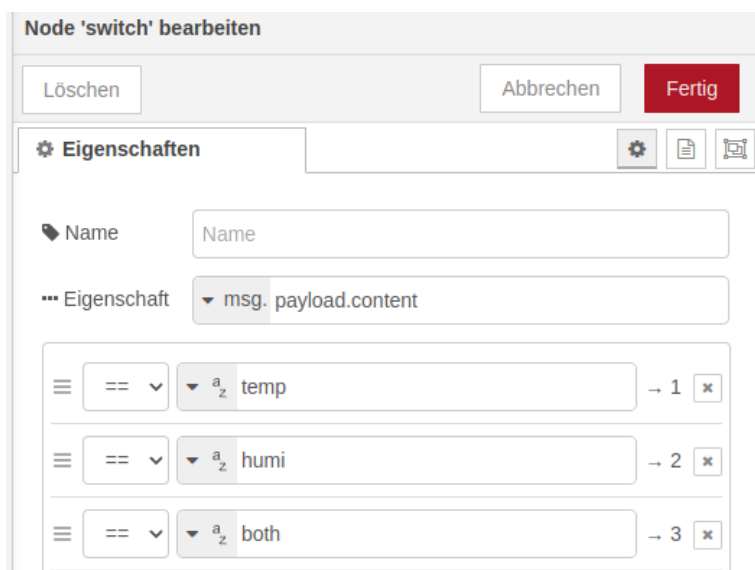 Node 'switch' bearbeiten
Löschen Abbrechen Fertig
Eigenschaften
Name Name
Eigenschaft msg. payload.content
== a z temp → 1
== a z humi → 2
== a z both → 3